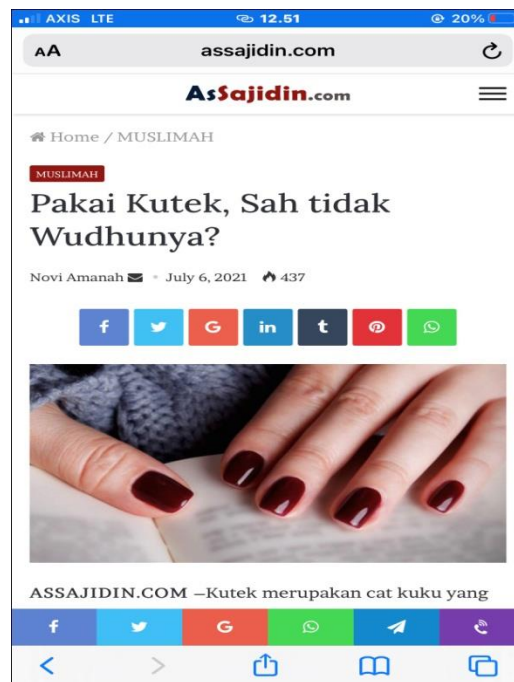 AXIS LTE 12.51 20%
AA assajidin.com
AsSajidin.com
Home / MUSLIMAH
MUSLIMAH
Pakai Kutek, Sah tidak
Wudhunya?
Novi Amanah July 6, 2021 437
f G in t
ASSAJIDIN.COM –Kutek merupakan cat kuku yang
f G